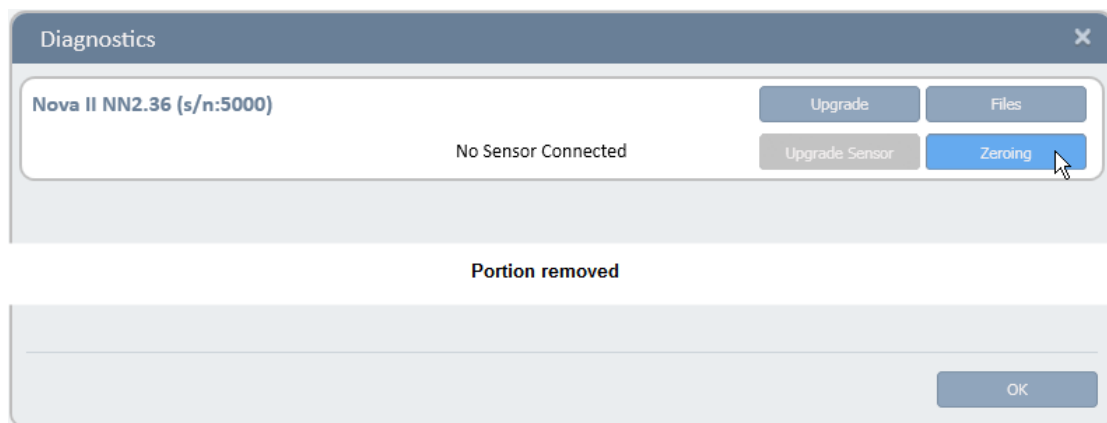 Diagnostics
Nova II NN2.36 (s/n:5000)
Upgrade
Files
No Sensor Connected
Upgrade Sensor
Zeroing
Portion removed
OK